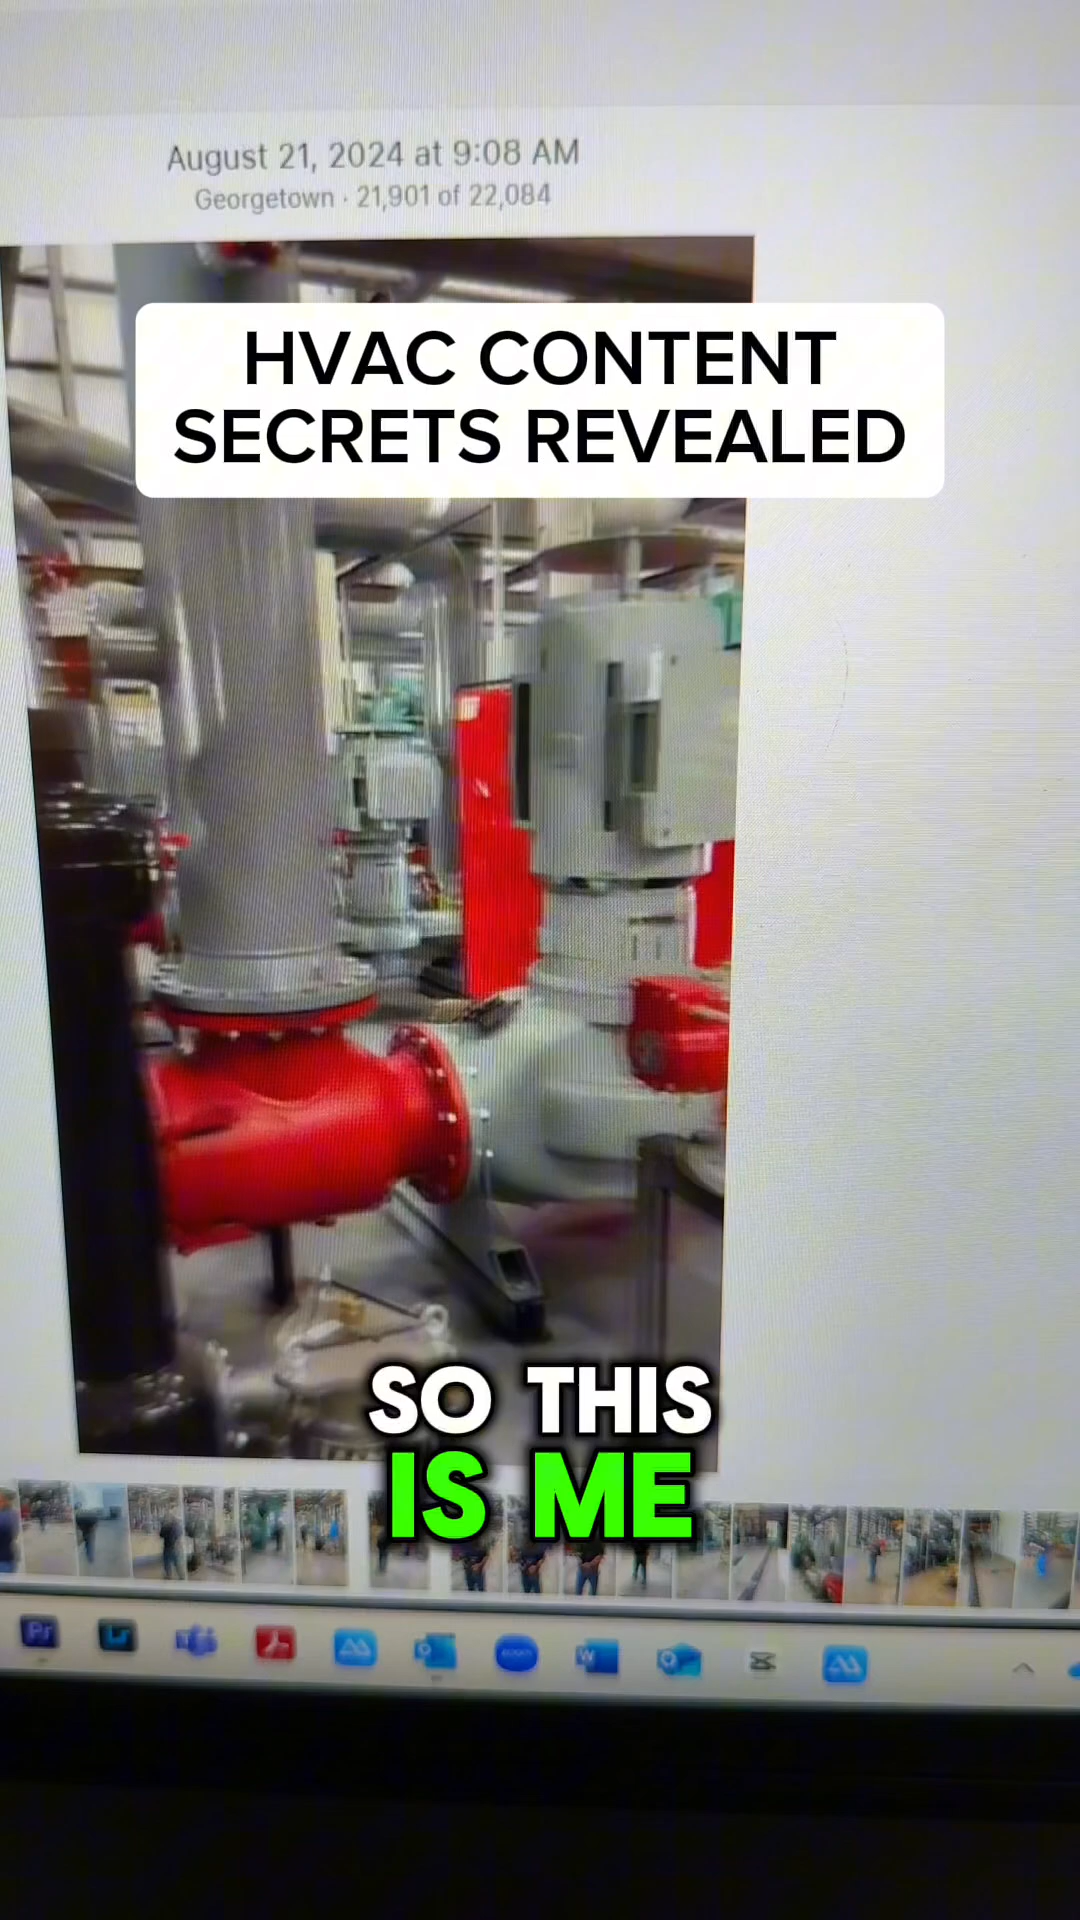 August 21, 2024 at 9:08 AM
Georgetown · 21,901 of 22,084
HVAC CONTENT
SECRETS REVEALED
SO THIS
IS ME
Pr
W